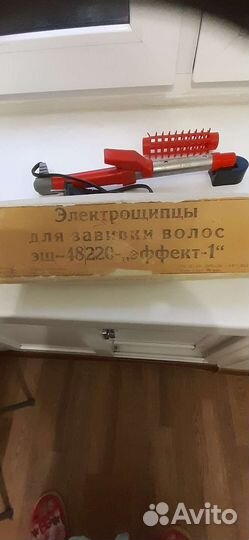 Электрощипцы
для завивки волос
эщ-48220-„эффект-1“
Avito